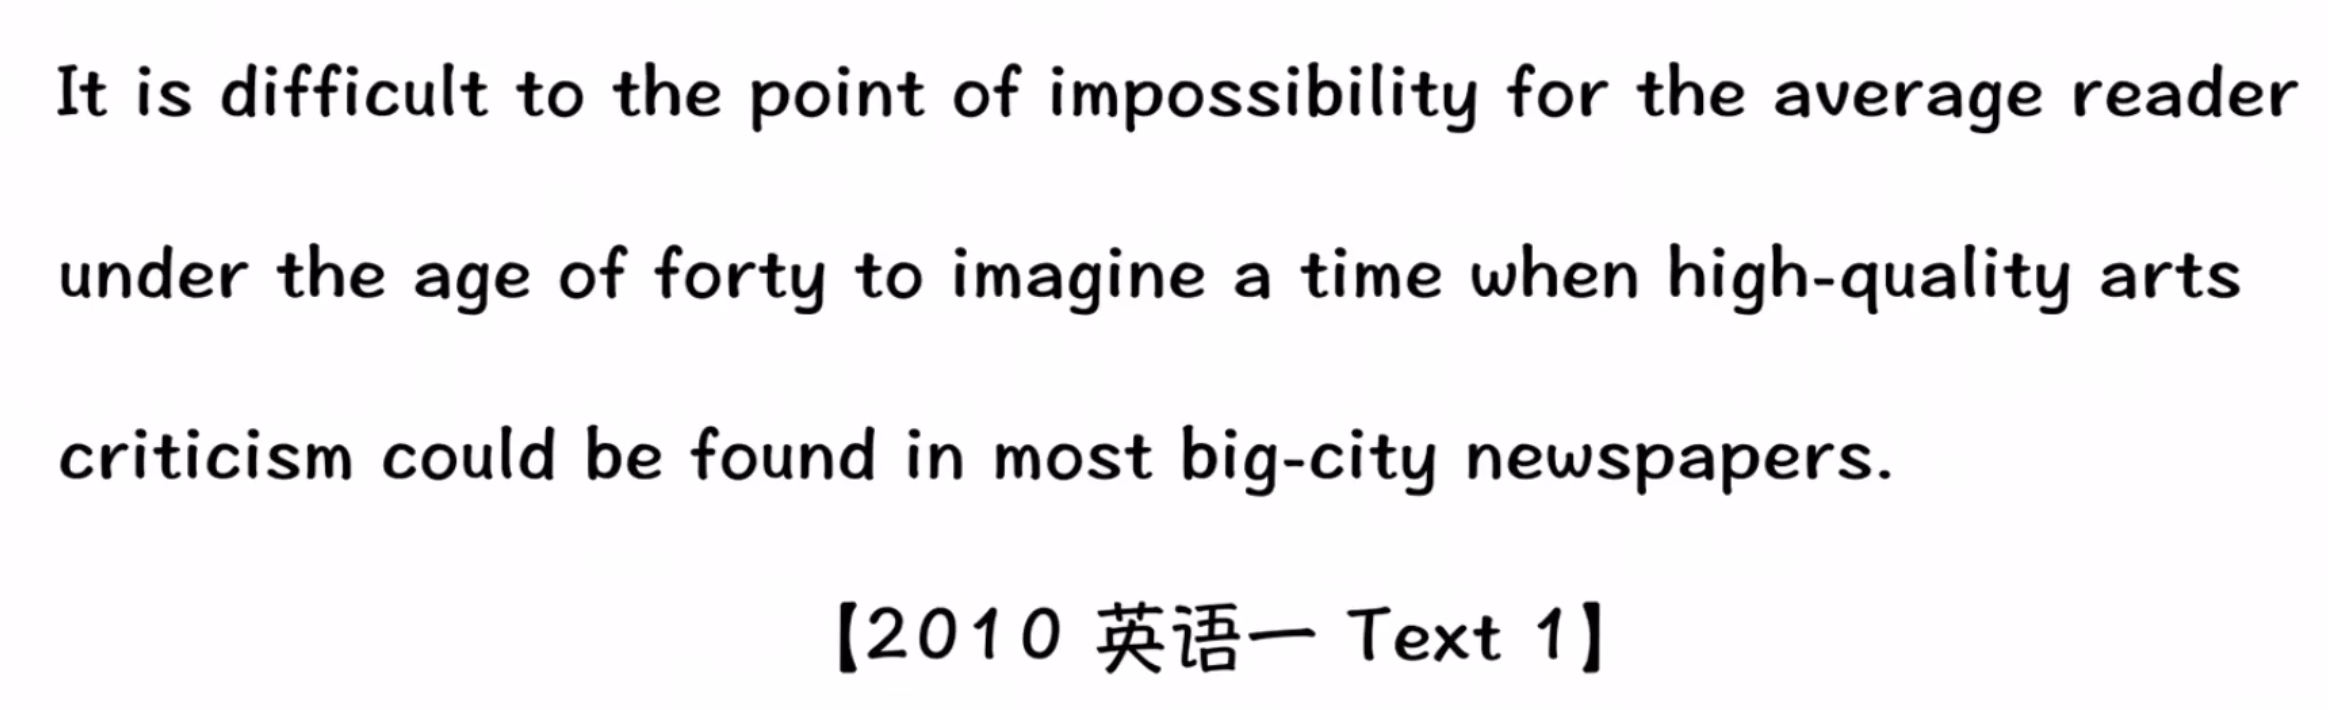 It is difficult to the point of impossibility for the average reader
under the age of forty to imagine a time when high-quality arts
criticism could be found in most big-city newspapers.
【2010 英语一 Text 1】